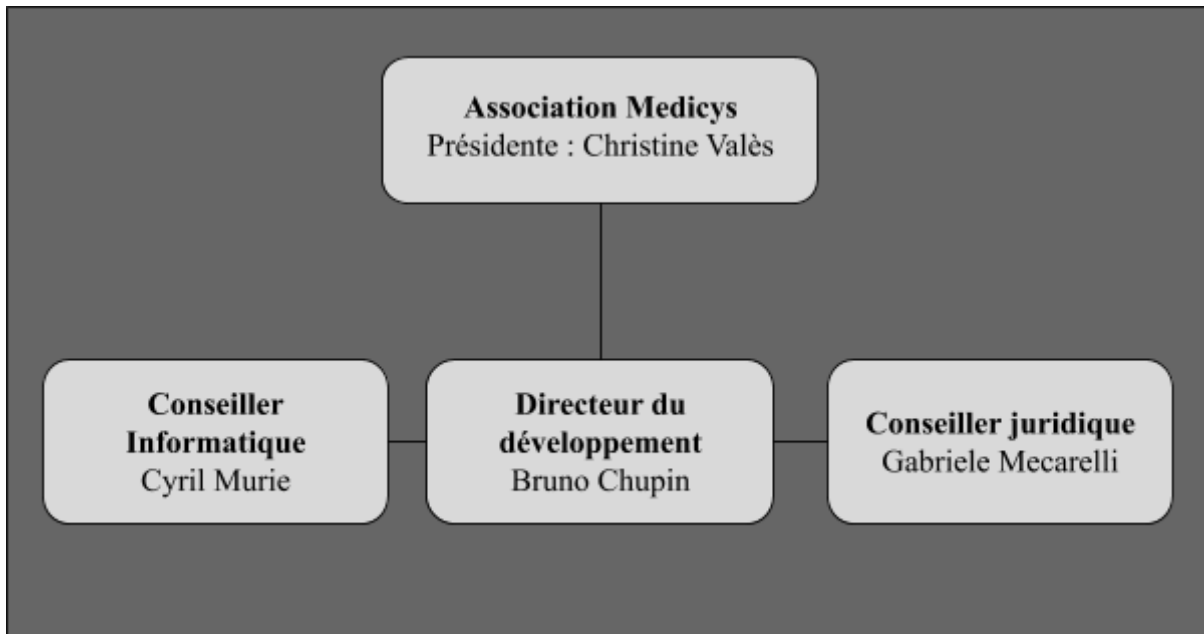 Association Medicys
Présidente : Christine Valès
Conseiller
Informatique
Cyril Murie
Directeur du
développement
Bruno Chupin
Conseiller juridique
Gabriele Mecarelli